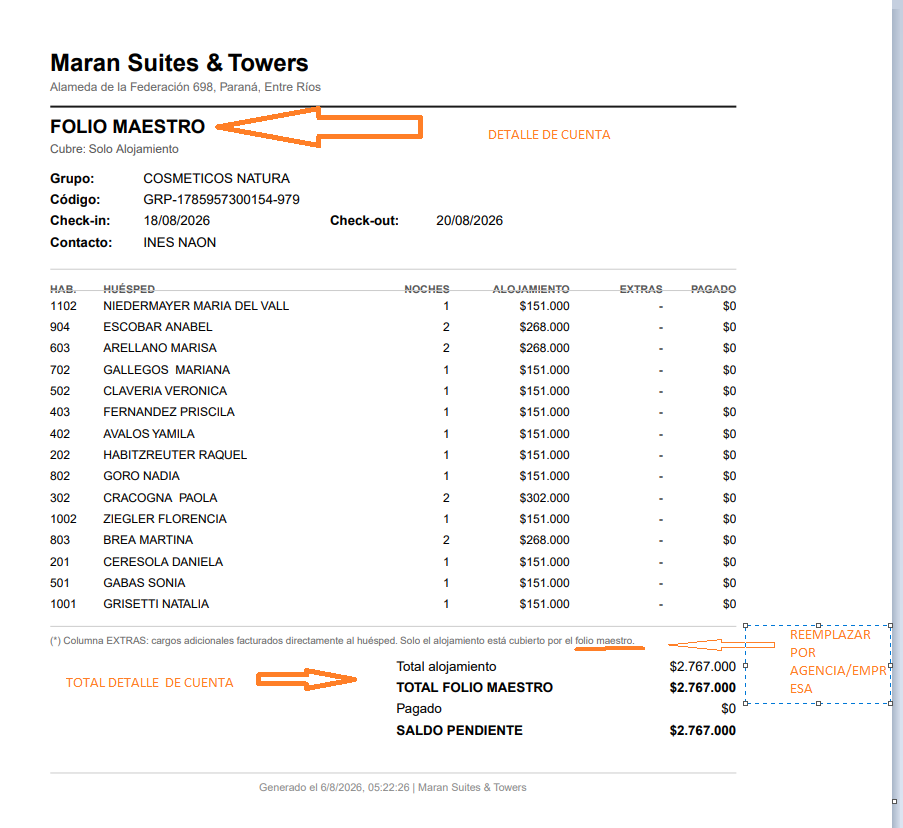 Maran Suites & Towers
Alameda de la Federación 698, Paraná, Entre Ríos
FOLIO MAESTRO
DETALLE DE CUENTA
Cubre: Solo Alojamiento
Grupo: COSMETICOS NATURA
Código: GRP-1785957300154-979
Check-in: 18/08/2026 Check-out: 20/08/2026
Contacto: INES NAON
HAB. HUÉSPED NOCHES ALOJAMIENTO EXTRAS PAGADO
1102 NIEDERMAYER MARIA DEL VALL 1 $151.000 - $0
904 ESCOBAR ANABEL 2 $268.000 - $0
603 ARELLANO MARISA 2 $268.000 - $0
702 GALLEGOS  MARIANA 1 $151.000 - $0
502 CLAVERIA VERONICA 1 $151.000 - $0
403 FERNANDEZ PRISCILA 1 $151.000 - $0
402 AVALOS YAMILA 1 $151.000 - $0
202 HABITZREUTER RAQUEL 1 $151.000 - $0
802 GORO NADIA 1 $151.000 - $0
302 CRACOGNA  PAOLA 2 $302.000 - $0
1002 ZIEGLER FLORENCIA 1 $151.000 - $0
803 BREA MARTINA 2 $268.000 - $0
201 CERESOLA DANIELA 1 $151.000 - $0
501 GABAS SONIA 1 $151.000 - $0
1001 GRISETTI NATALIA 1 $151.000 - $0
(*) Columna EXTRAS: cargos adicionales facturados directamente al huésped. Solo el alojamiento está cubierto por el folio maestro.
REEMPLAZAR
POR
AGENCIA/EMPR
ESA
Total alojamiento $2.767.000
TOTAL DETALLE  DE CUENTA
TOTAL FOLIO MAESTRO $2.767.000
Pagado $0
SALDO PENDIENTE $2.767.000
Generado el 6/8/2026, 05:22:26 | Maran Suites & Towers